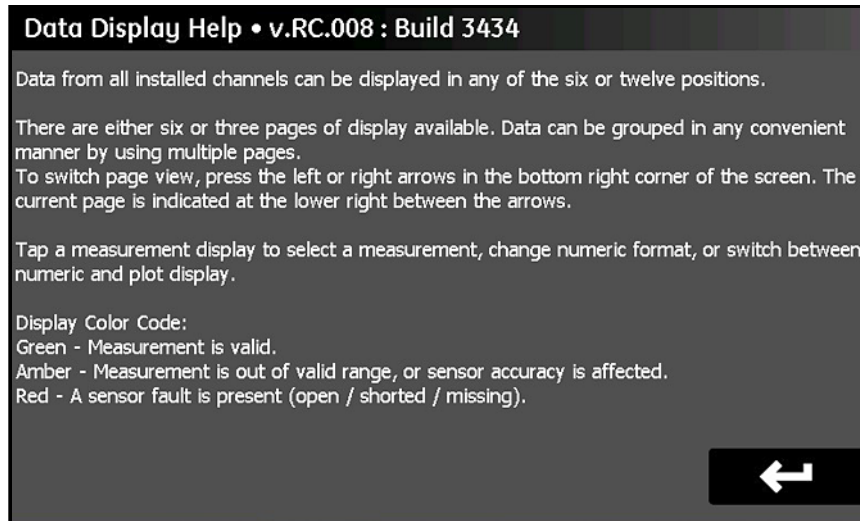 Data Display Help • v.RC.008 : Build 3434
Data from all installed channels can be displayed in any of the six or twelve positions.
There are either six or three pages of display available. Data can be grouped in any convenient
manner by using multiple pages.
To switch page view, press the left or right arrows in the bottom right corner of the screen. The
current page is indicated at the lower right between the arrows.
Tap a measurement display to select a measurement, change numeric format, or switch between
numeric and plot display.
Display Color Code:
Green - Measurement is valid.
Amber - Measurement is out of valid range, or sensor accuracy is affected.
Red - A sensor fault is present (open / shorted / missing).